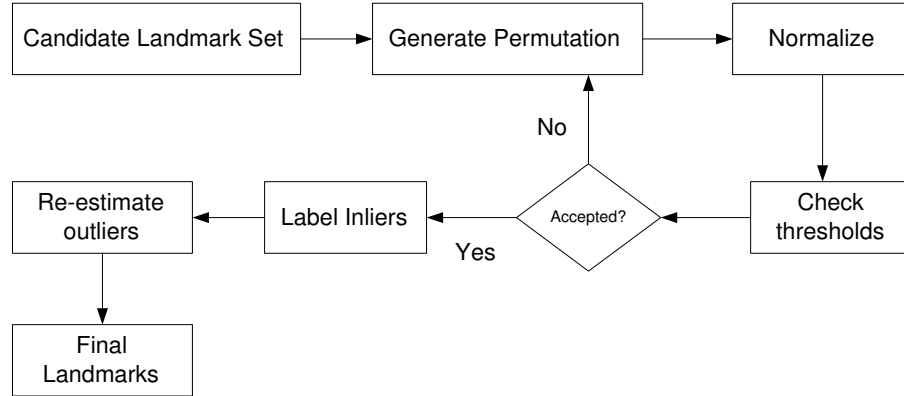 Candidate Landmark Set
Generate Permutation
Normalize
No
Re-estimate
outliers
Label Inliers
Accepted?
Check
thresholds
Yes
Final
Landmarks